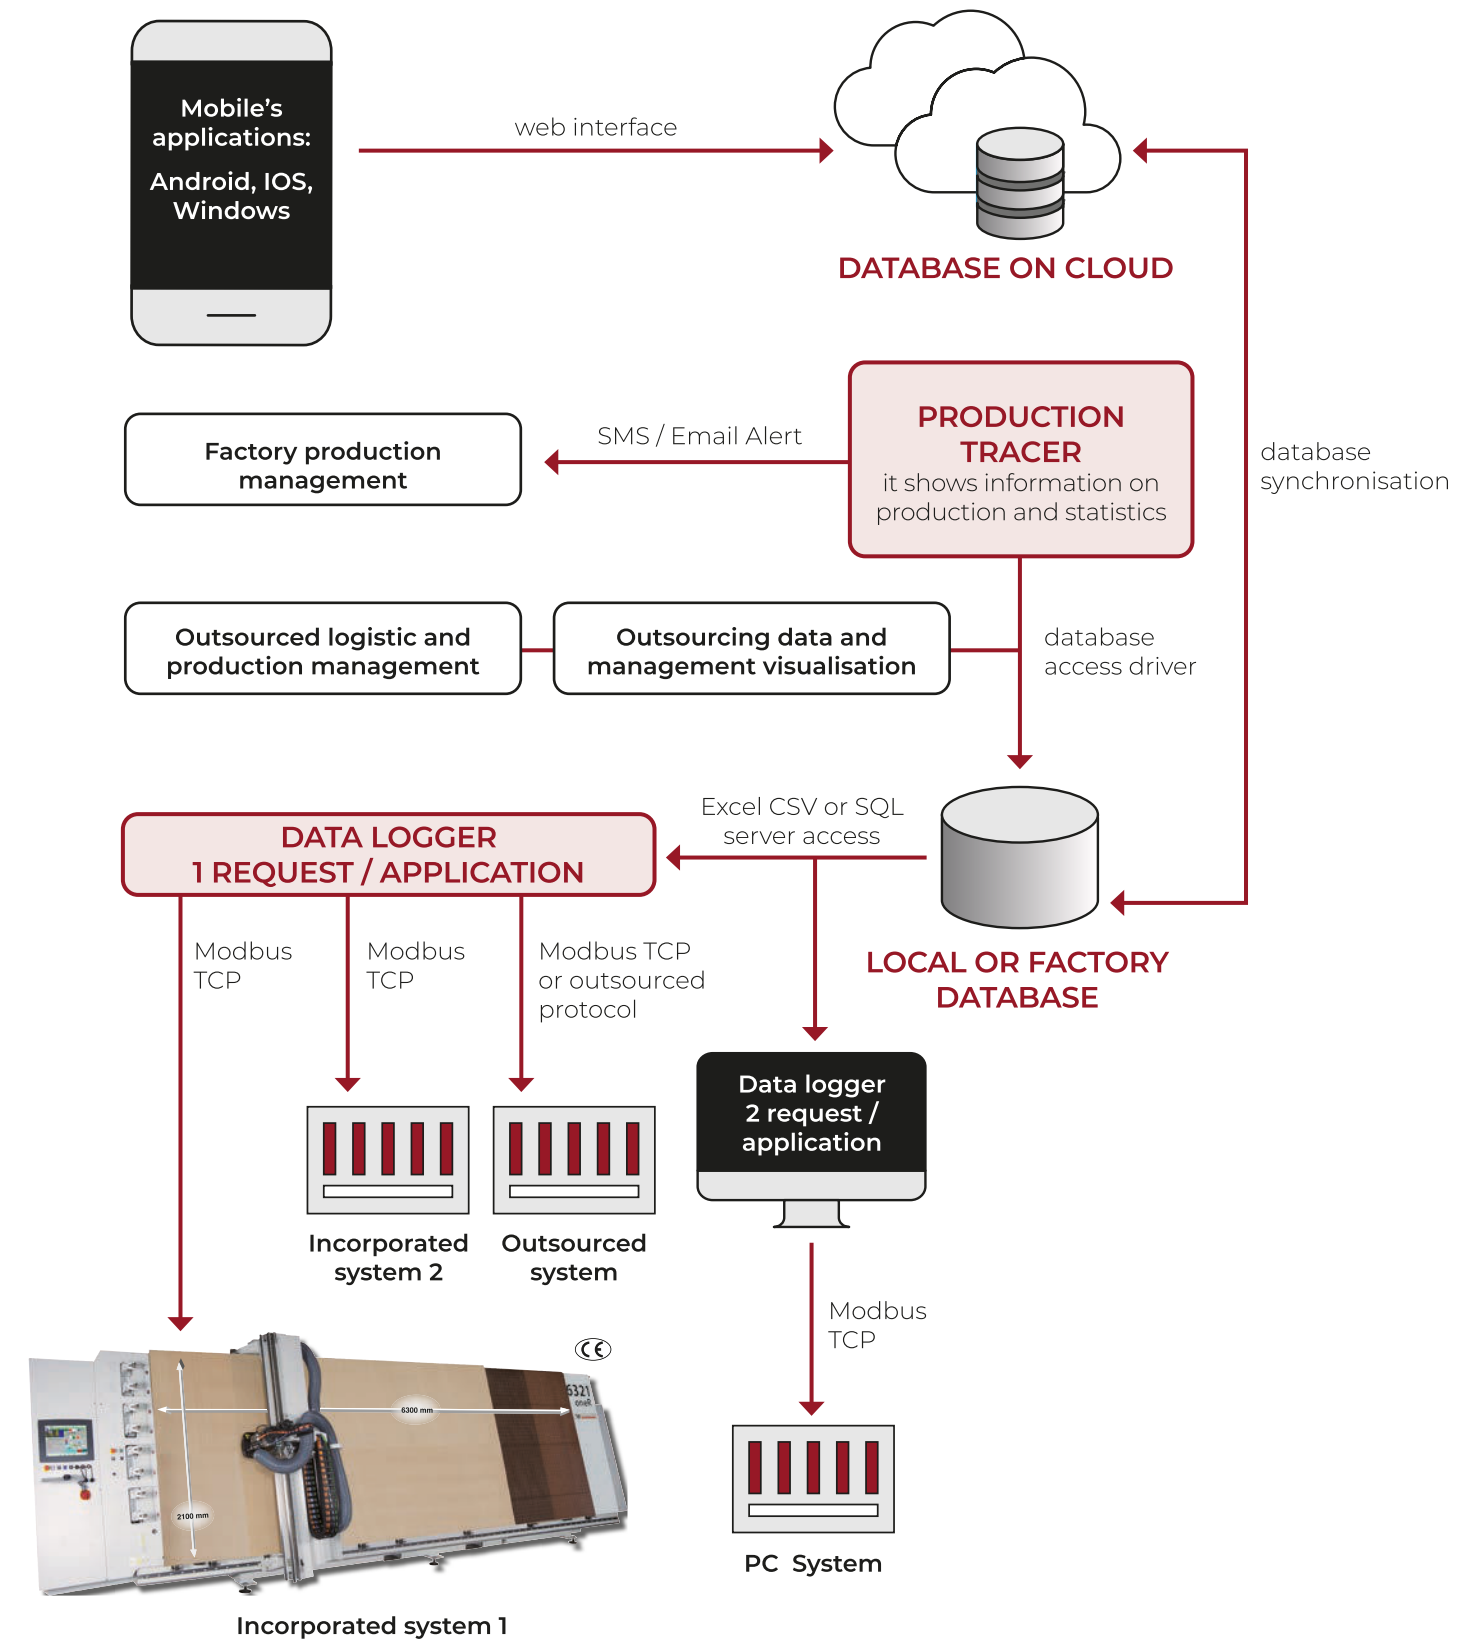 Mobile's
applications:
Android, IOS,
Windows
web interface
DATABASE ON CLOUD
PRODUCTION
TRACER
it shows information on
production and statistics
SMS / Email Alert
Factory production
management
database
synchronisation
Outsourced logistic and
production management
Outsourcing data and
management visualisation
database
access driver
Excel CSV or SQL
server access
DATA LOGGER
1 REQUEST / APPLICATION
LOCAL OR FACTORY
DATABASE
Modbus
TCP
Modbus
TCP
Modbus TCP
or outsourced
protocol
Data logger
2 request /
application
Incorporated
system 2
Outsourced
system
Modbus
TCP
CE
6321
oneR
6300 mm
2100 mm
PC System
Incorporated system 1